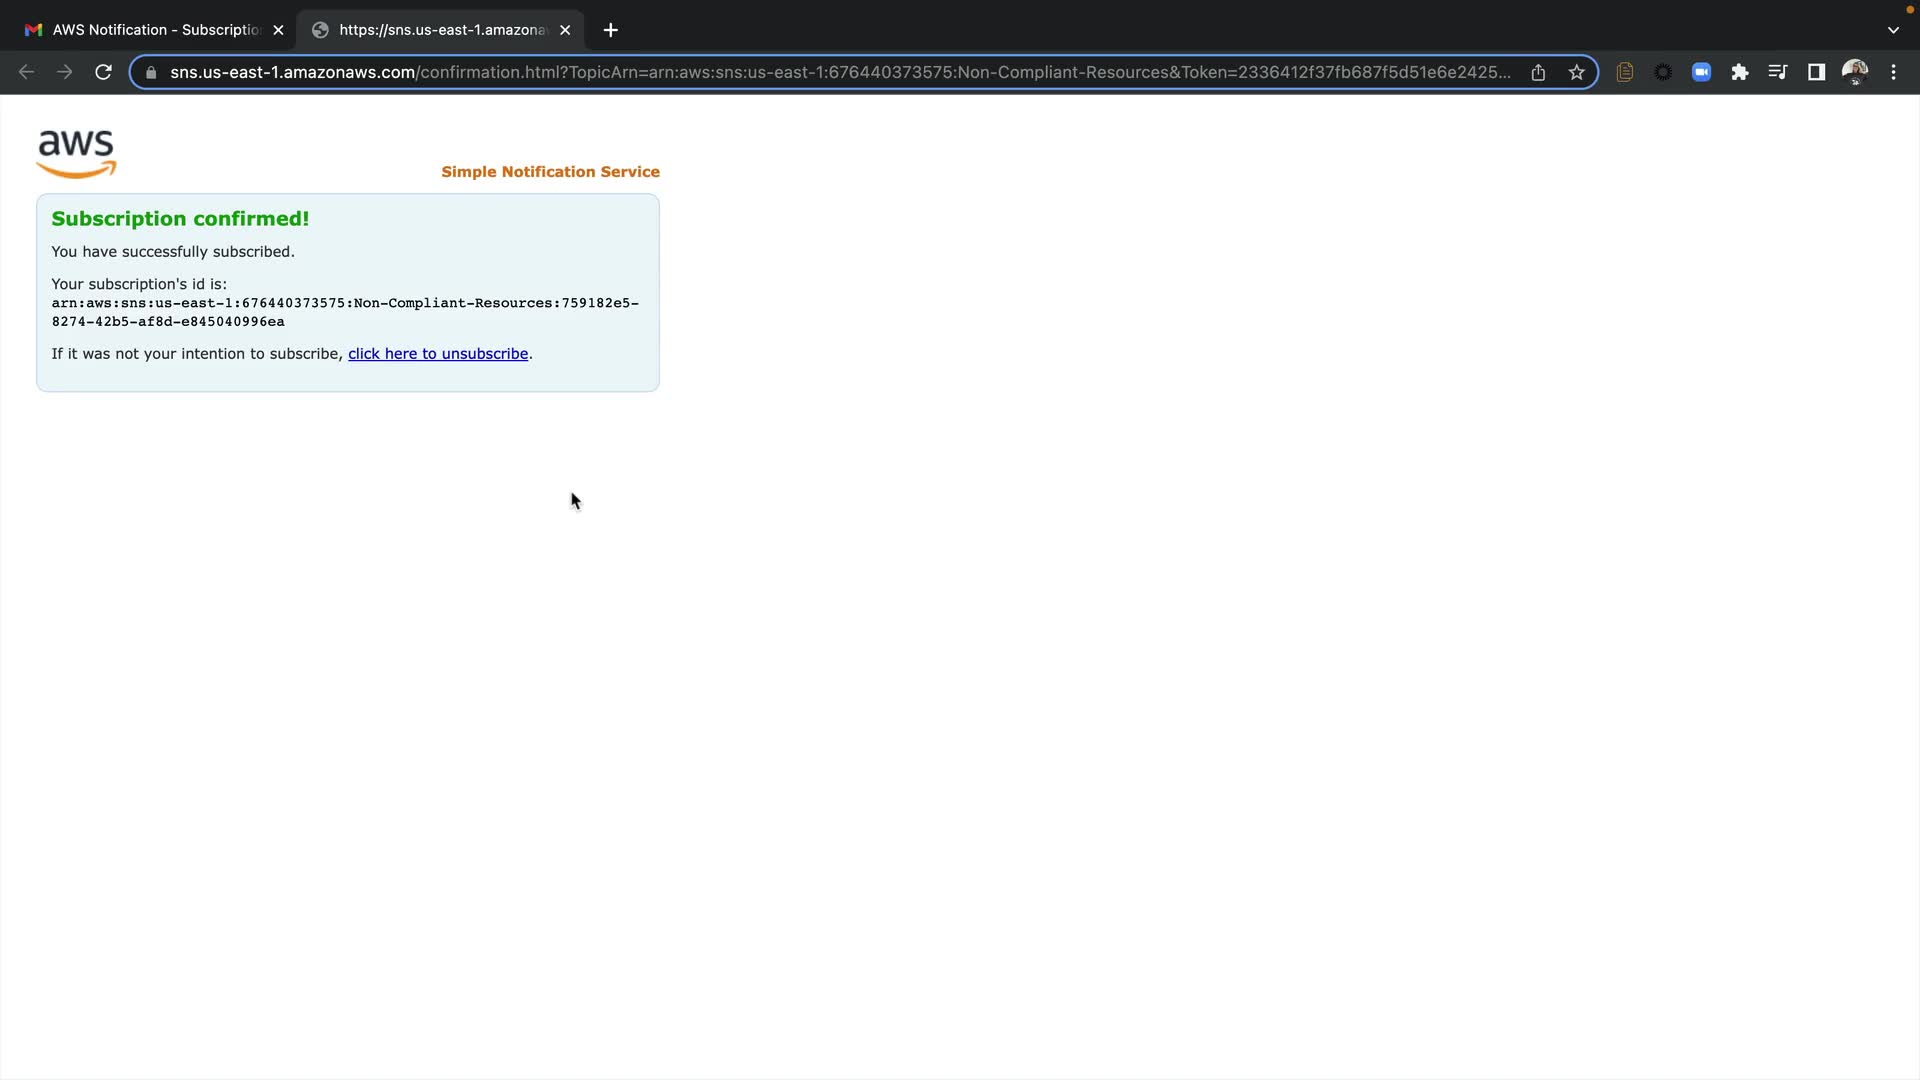 AWS Notification - Subscriptio
https://sns.us-east-1.amazona
sns.us-east-1.amazonaws.com/confirmation.html?TopicArn=arn:aws:sns:us-east-1:676440373575:Non-Compliant-Resources&Token=2336412f37fb687f5d51e6e2425...
aws
Simple Notification Service
Subscription confirmed!
You have successfully subscribed.
Your subscription's id is:
arn:aws:sns:us-east-1:676440373575:Non-Compliant-Resources:759182e5-
8274-42b5-af8d-e845040996ea
If it was not your intention to subscribe, click here to unsubscribe.